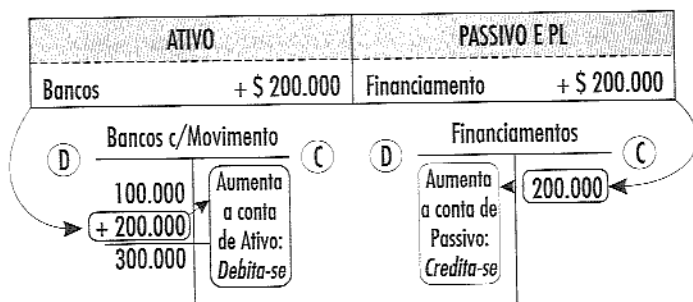 ATIVO PASSIVO E PL
Bancos + $ 200.000 Financiamento + $ 200.000
D Bancos c/Movimento C D Financiamentos C
100.000
+ 200.000
300.000
Aumenta
a conta
de Ativo:
Debita-se
Aumenta
a conta de
Passivo:
Credita-se
200.000